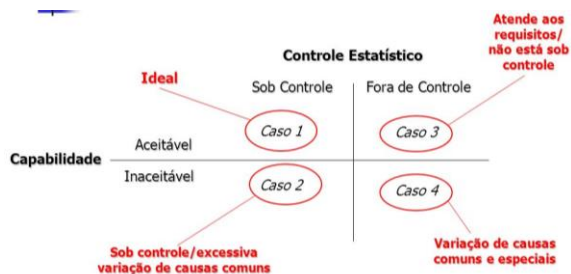 Atende aos
requisitos/
não está sob
controle
Controle Estatístico
Ideal
Sob Controle
Fora de Controle
Caso 1
Caso 3
Aceitável
Capabilidade
Inaceitável
Caso 2
Caso 4
Sob controle/excessiva
variação de causas comuns
Variação de causas
comuns e especiais